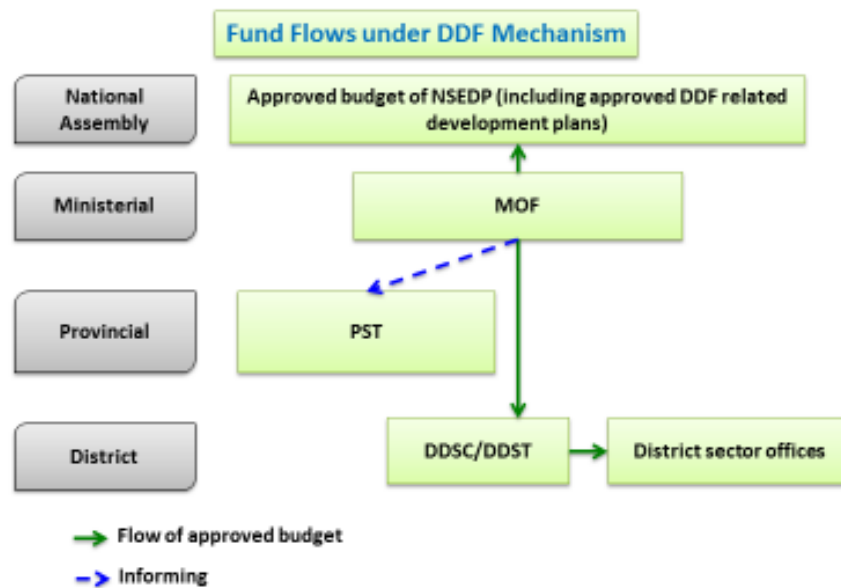 Fund Flows under DDF Mechanism
National
Assembly
Approved budget of NSEDP (including approved DDF related
development plans)
Ministerial
MOF
Provincial
PST
District
DDSC/DDST
District sector offices
Flow of approved budget
Informing